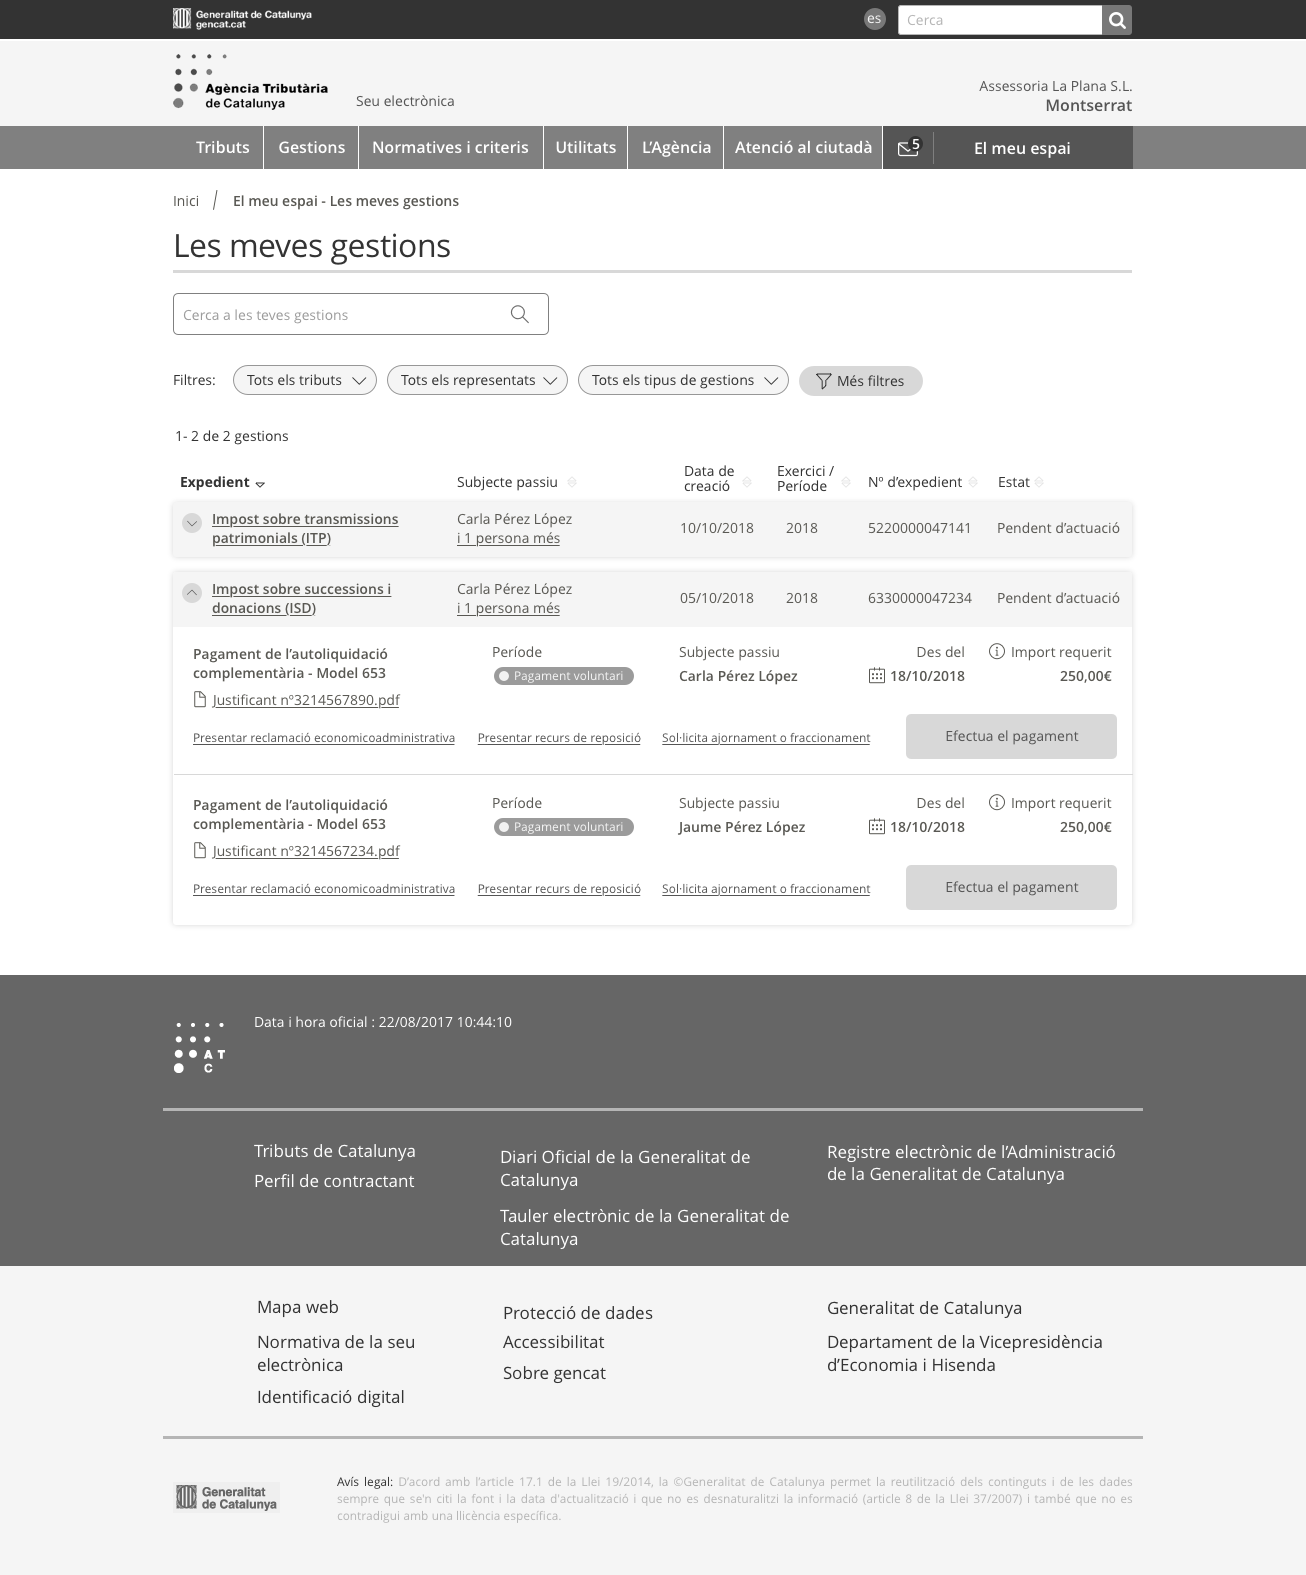 Generalitat de Catalunya
gencat.cat
es
Cerca
Agència Tributària
de Catalunya
Seu electrònica
Assessoria La Plana S.L.
Montserrat
Tributs
Gestions
Normatives i criteris
Utilitats
L’Agència
Atenció al ciutadà
5
El meu espai
Inici / El meu espai - Les meves gestions
Les meves gestions
Cerca a les teves gestions
Filtres:
Tots els tributs
Tots els representats
Tots els tipus de gestions
Més filtres
1- 2 de 2 gestions
Expedient
Subjecte passiu
Data de
creació
Exercici /
Període
Nº d’expedient
Estat
Impost sobre transmissions
patrimonials (ITP)
Carla Pérez López
i 1 persona més
10/10/2018
2018
5220000047141
Pendent d’actuació
Impost sobre successions i
donacions (ISD)
Carla Pérez López
i 1 persona més
05/10/2018
2018
6330000047234
Pendent d’actuació
Pagament de l’autoliquidació
complementària - Model 653
Justificant nº3214567890.pdf
Període
Pagament voluntari
Subjecte passiu
Carla Pérez López
Des del
18/10/2018
Import requerit
250,00€
Presentar reclamació economicoadministrativa
Presentar recurs de reposició
Sol·licita ajornament o fraccionament
Efectua el pagament
Pagament de l’autoliquidació
complementària - Model 653
Justificant nº3214567234.pdf
Període
Pagament voluntari
Subjecte passiu
Jaume Pérez López
Des del
18/10/2018
Import requerit
250,00€
Presentar reclamació economicoadministrativa
Presentar recurs de reposició
Sol·licita ajornament o fraccionament
Efectua el pagament
Data i hora oficial : 22/08/2017 10:44:10
A T
C
Tributs de Catalunya
Perfil de contractant
Diari Oficial de la Generalitat de
Catalunya
Tauler electrònic de la Generalitat de
Catalunya
Registre electrònic de l’Administració
de la Generalitat de Catalunya
Mapa web
Normativa de la seu
electrònica
Identificació digital
Protecció de dades
Accessibilitat
Sobre gencat
Generalitat de Catalunya
Departament de la Vicepresidència
d’Economia i Hisenda
Generalitat
de Catalunya
Avís legal: D’acord amb l’article 17.1 de la Llei 19/2014, la ©Generalitat de Catalunya permet la reutilització dels continguts i de les dades
sempre que se'n citi la font i la data d'actualització i que no es desnaturalitzi la informació (article 8 de la Llei 37/2007) i també que no es
contradigui amb una llicència específica.